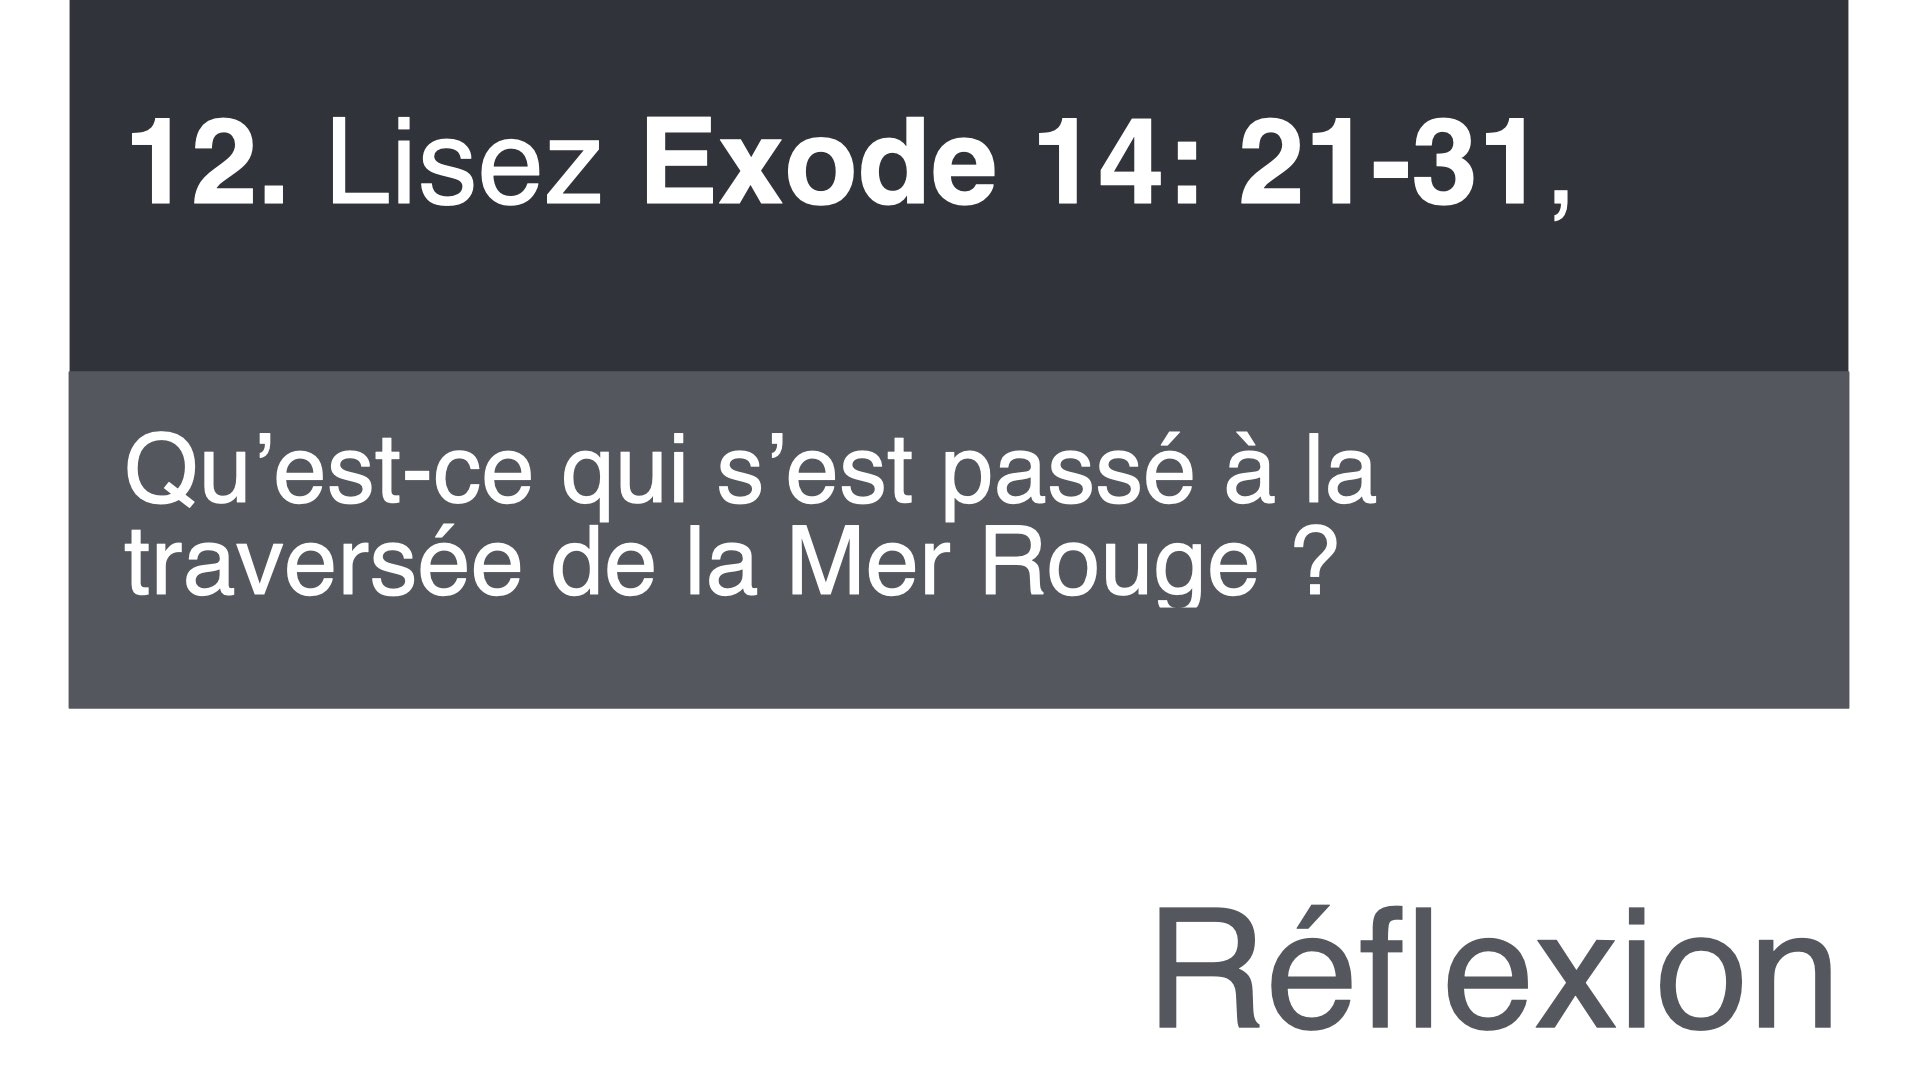 12. Lisez Exode 14: 21-31,
Qu’est-ce qui s’est passé à la
traversée de la Mer Rouge ?
Réflexion